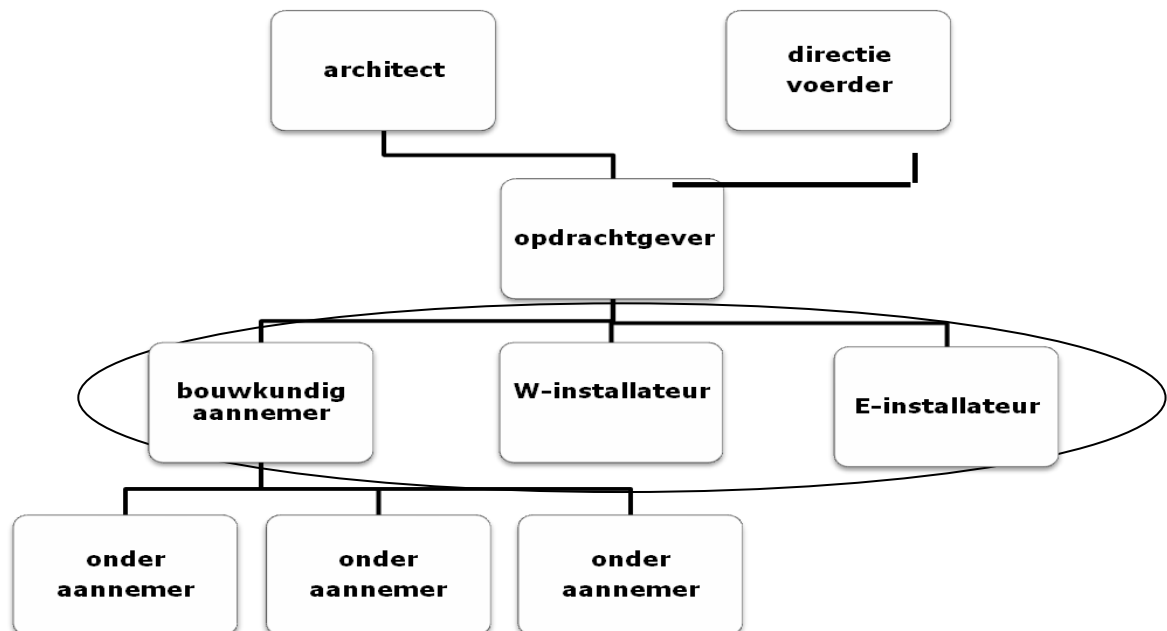 architect
directie
voerder
opdrachtgever
bouwkundig
aannemer
W-installateur
E-installateur
onder
aannemer
onder
aannemer
onder
aannemer